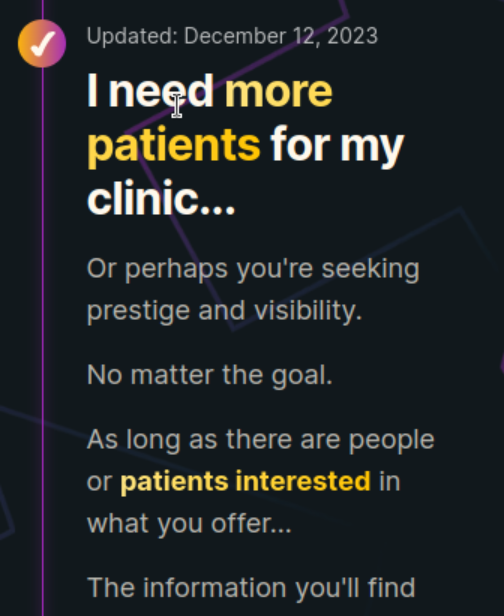 Updated: December 12, 2023
I need more
patients for my
clinic...
Or perhaps you're seeking
prestige and visibility.
No matter the goal.
As long as there are people
or patients interested in
what you offer...
The information you'll find